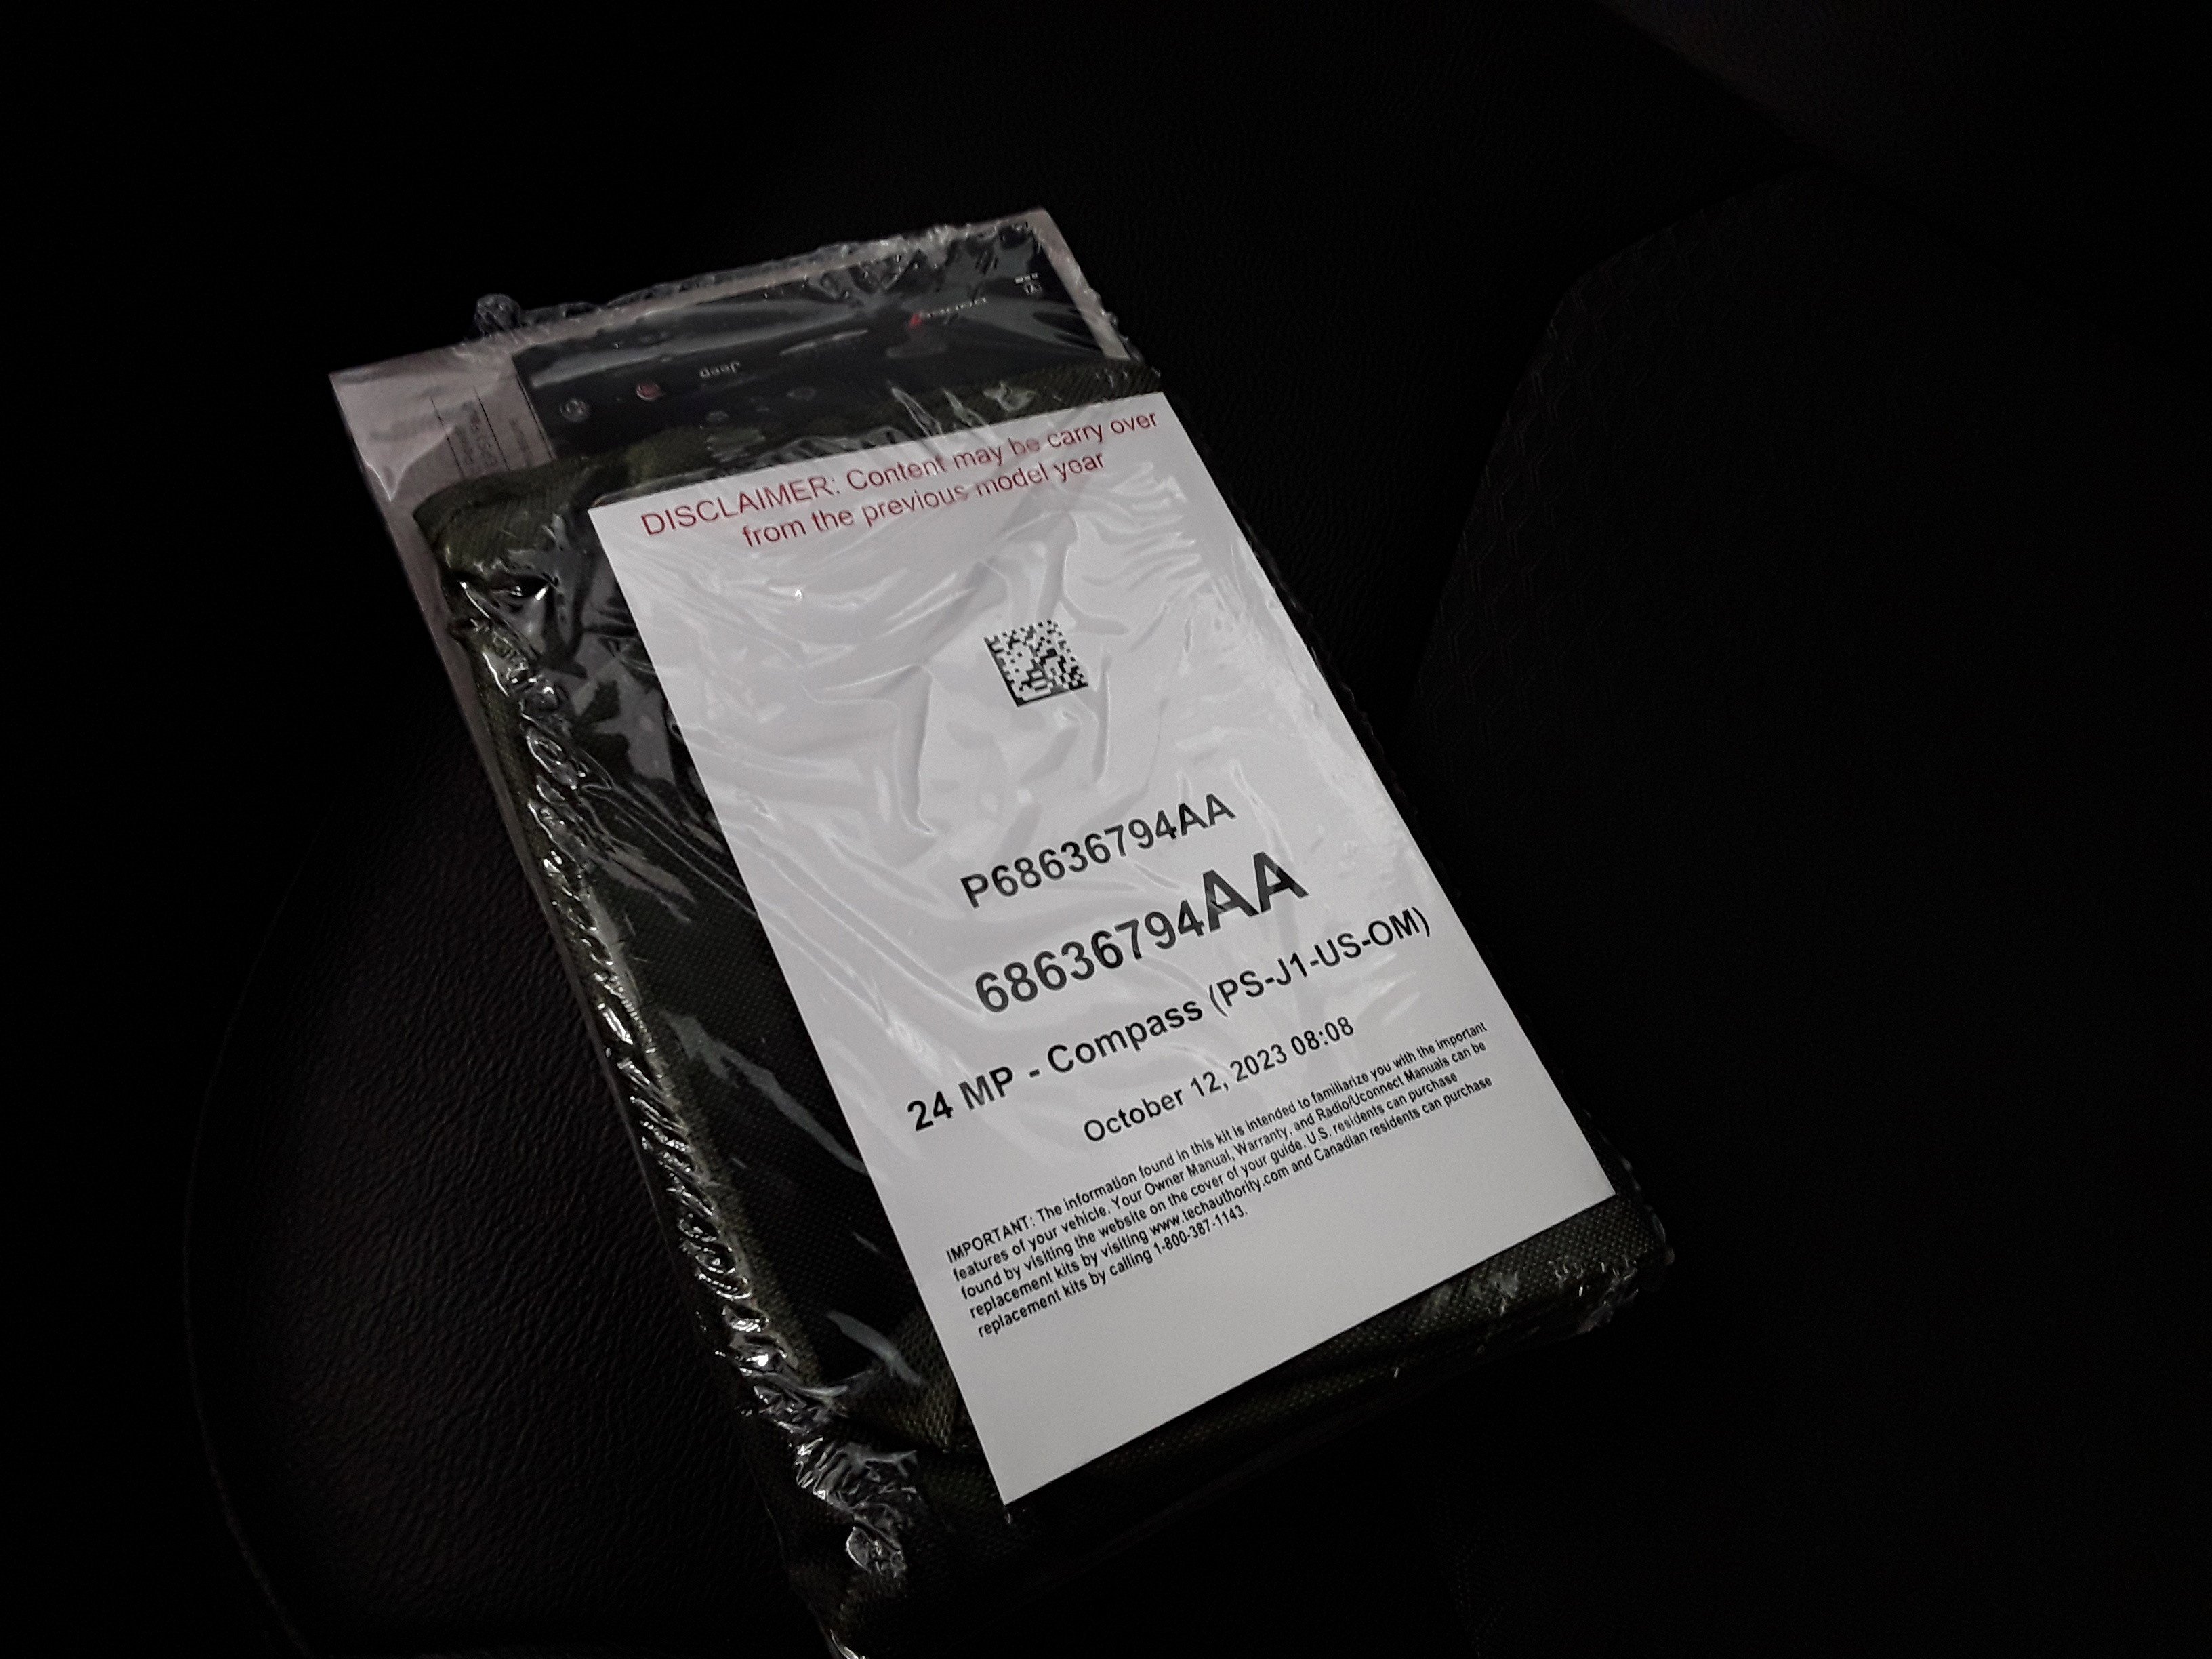 Jeep
DISCLAIMER: Content may be carry over
from the previous model year
P68636794AA
68636794AA
24 MP - Compass (PS-J1-US-OM)
October 12, 2023 08:08
IMPORTANT: The information found in this kit is intended to familiarize you with the important
features of your vehicle. Your Owner Manual, Warranty, and Radio/Uconnect Manuals can be
found by visiting the website on the cover of your guide. U.S. residents can purchase
replacement kits by visiting www.techauthority.com and Canadian residents can purchase
replacement kits by calling 1-800-387-1143.